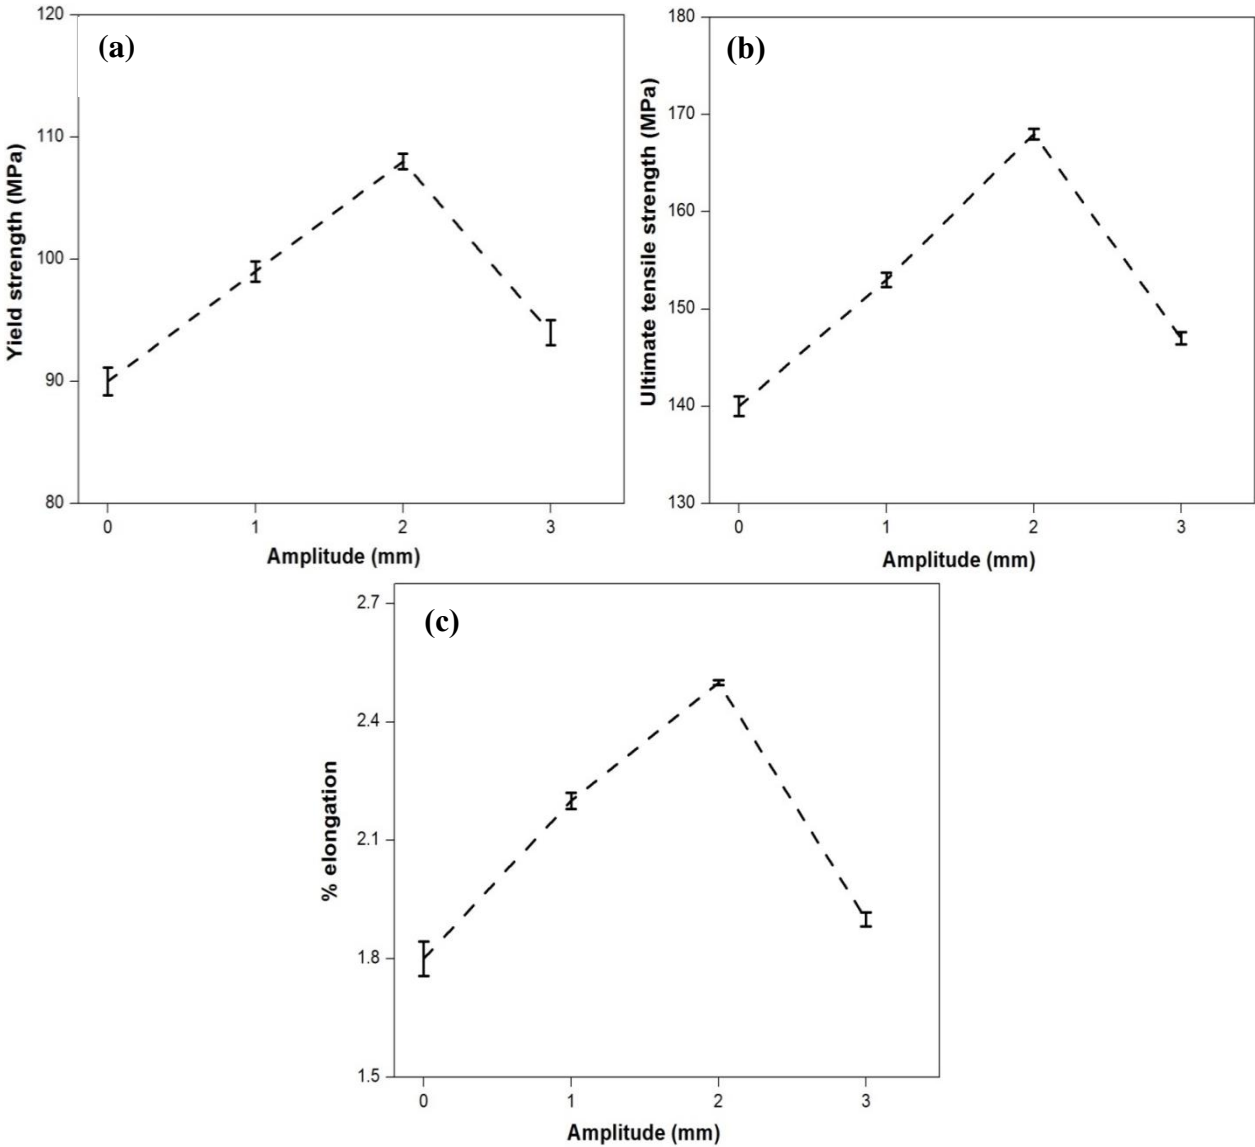 (a)
120
110
100
90
80
Yield strength (MPa)
0 1 2 3
Amplitude (mm)
(b)
180
170
160
150
140
130
Ultimate tensile strength (MPa)
0 1 2 3
Amplitude (mm)
(c)
2.7
2.4
2.1
1.8
1.5
% elongation
0 1 2 3
Amplitude (mm)